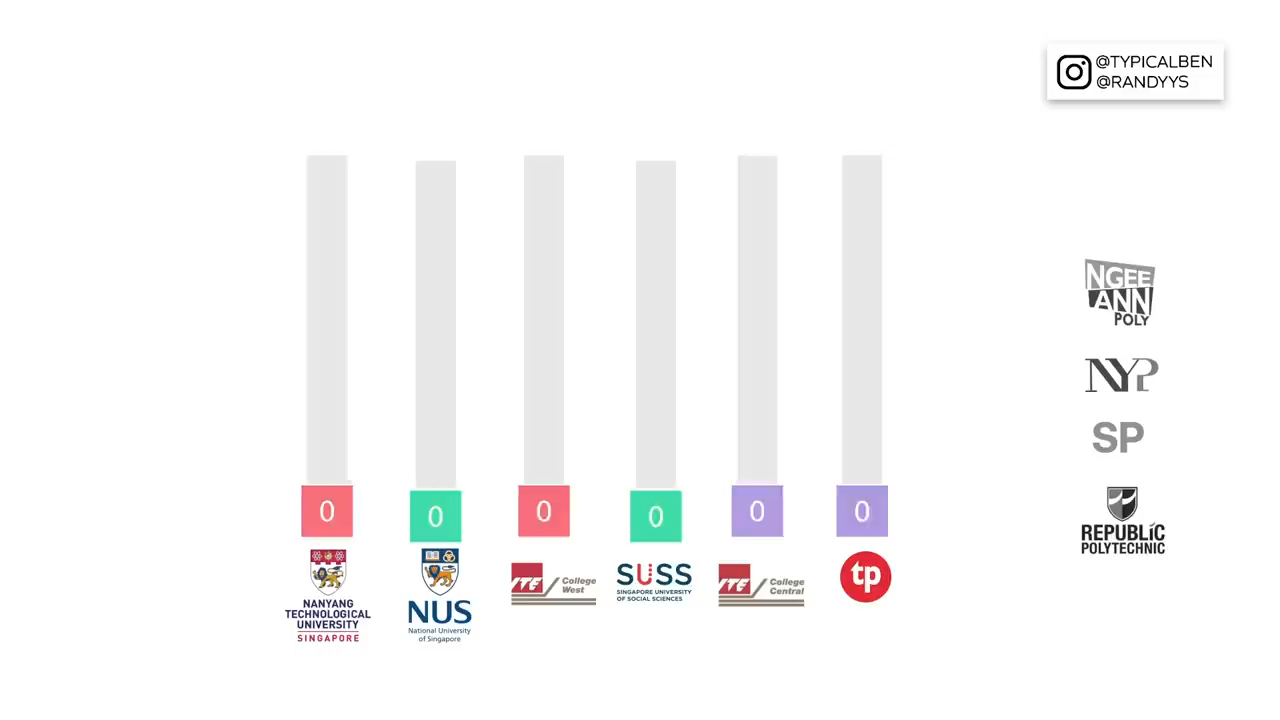 @TYPICALBEN
@RANDYYS
NGEE
ANN
POLY
NYP
SP
REPUBLIC
POLYTECHNIC
0 0 0 0 0 0
NANYANG
TECHNOLOGICAL
UNIVERSITY
SINGAPORE
NUS
National University
of Singapore
ITE College
West
SUSS
SINGAPORE UNIVERSITY
OF SOCIAL SCIENCES
ITE College
Central
tp